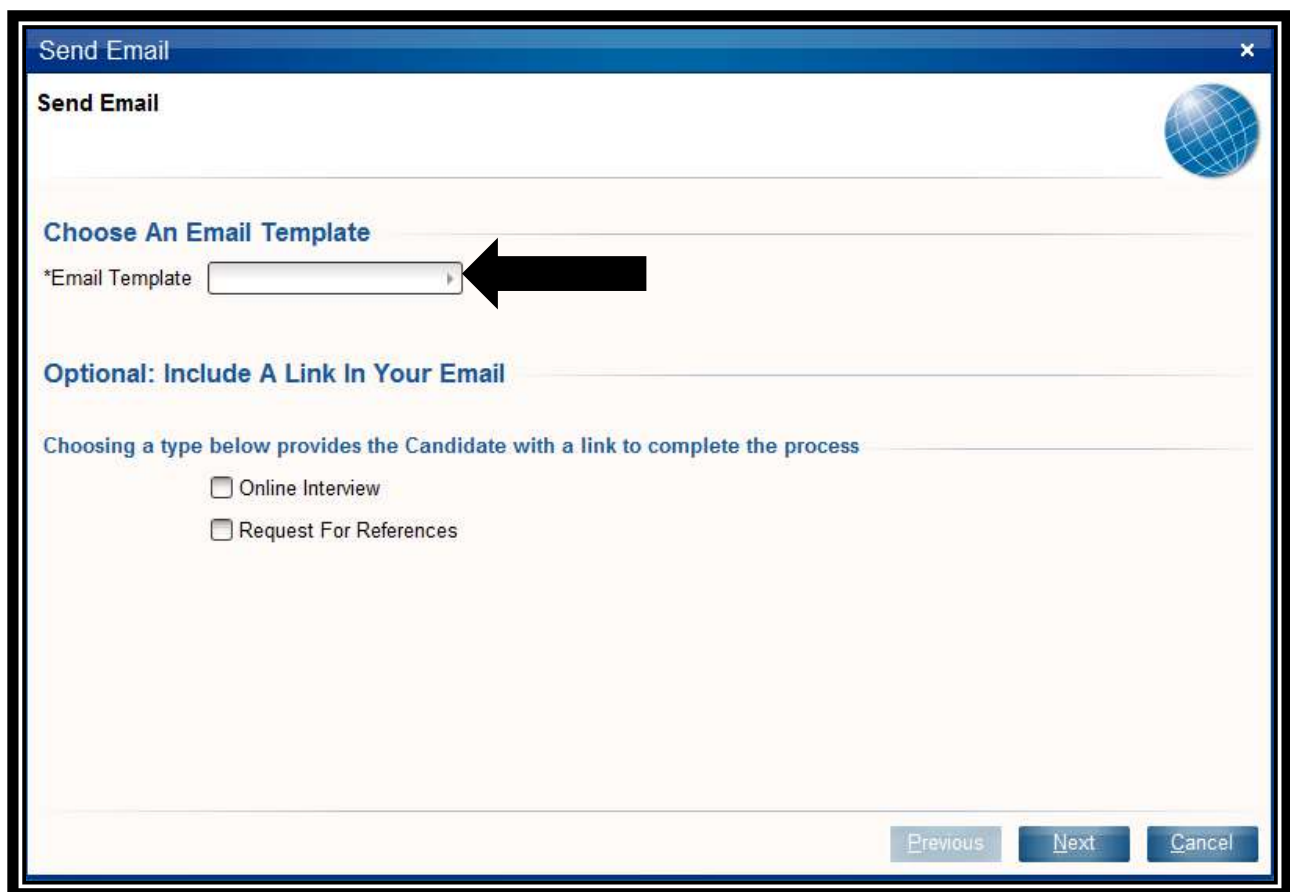 Send Email
Send Email
Choose An Email Template
*Email Template
Optional: Include A Link In Your Email
Choosing a type below provides the Candidate with a link to complete the process
Online Interview
Request For References
Previous Next Cancel